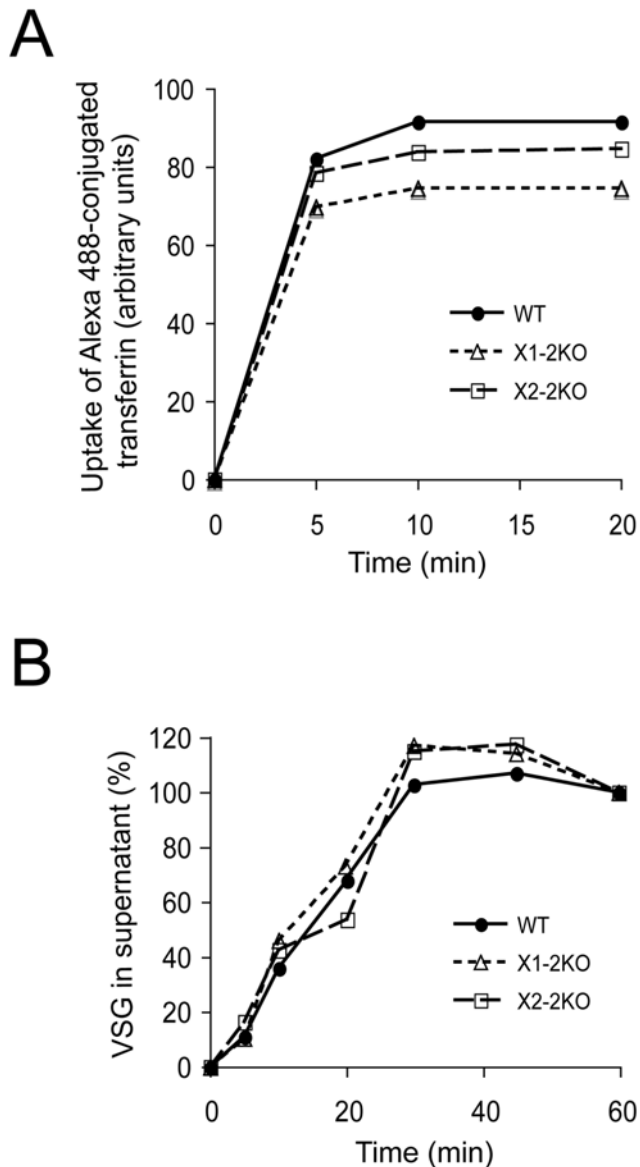 A
Uptake of Alexa 488-conjugated
transferrin (arbitrary units)
100
80
60
40
20
0
WT
X1-2KO
X2-2KO
0 5 10 15 20
Time (min)
B
VSG in supernatant (%)
120
100
80
60
40
20
0
WT
X1-2KO
X2-2KO
0 20 40 60
Time (min)